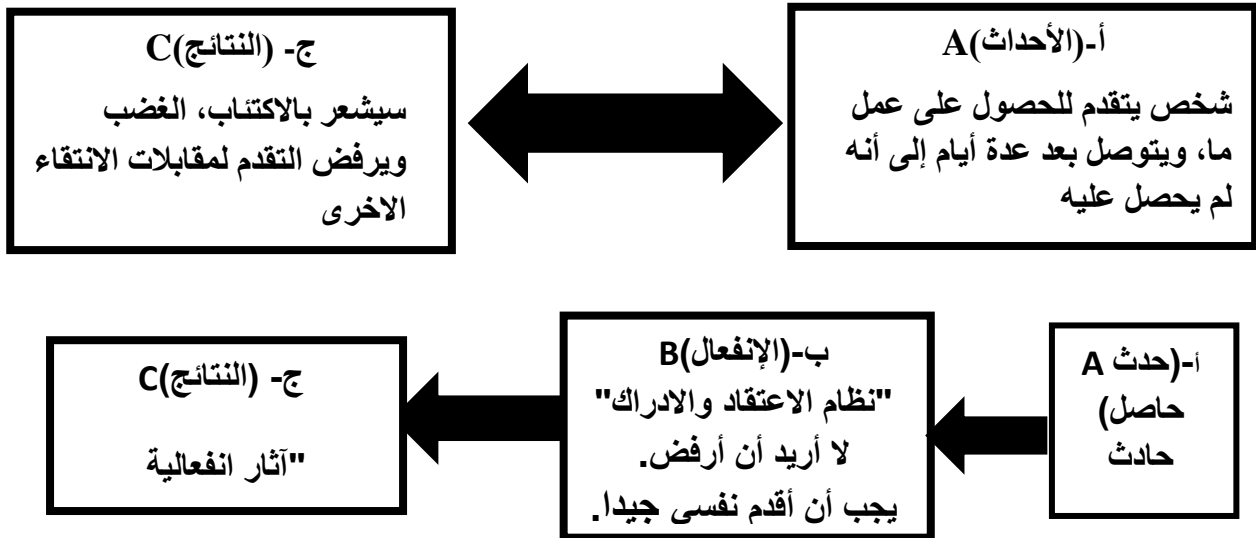 أ-(الأحداث)A
شخص يتقدم للحصول على عمل
ما، ويتوصل بعد عدة أيام إلى أنه
لم يحصل عليه
ج- (النتائج)C
سيشعر بالاكتئاب، الغضب
ويرفض التقدم لمقابلات الانتقاء
الاخرى
أ-(حدث A
حاصل)
حادث
ب-(الإنفعال)B
"نظام الاعتقاد والادراك"
لا أريد أن أرفض.
يجب أن أقدم نفسي جيدا.
ج- (النتائج)C
"آثار انفعالية